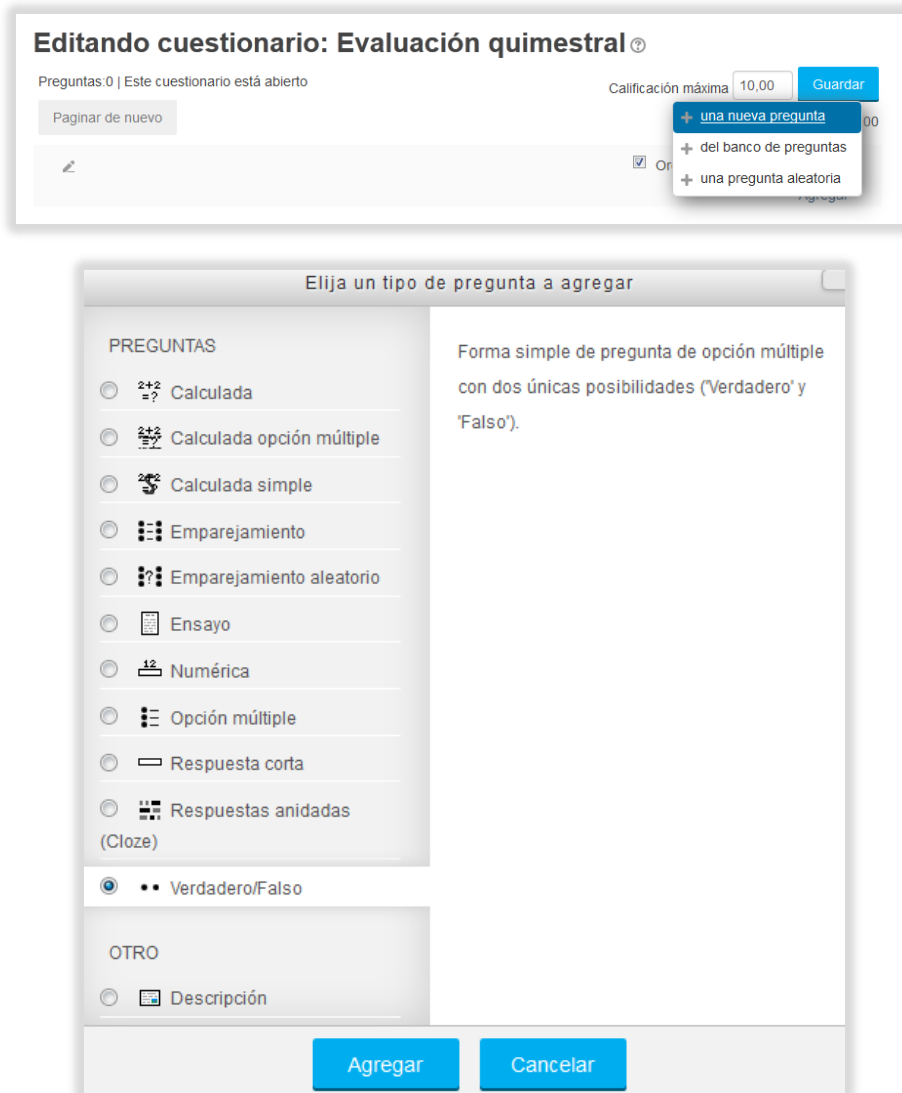 Editando cuestionario: Evaluación quimestral
Preguntas:0 | Este cuestionario está abierto
Calificación máxima 10,00 Guardar
Paginar de nuevo
una nueva pregunta
00
del banco de preguntas
Or
una pregunta aleatoria
Agregar
Elija un tipo de pregunta a agregar
PREGUNTAS
Calculada
Calculada opción múltiple
Calculada simple
Emparejamiento
Emparejamiento aleatorio
Ensayo
Numérica
Opción múltiple
Respuesta corta
Respuestas anidadas
(Cloze)
Verdadero/Falso
OTRO
Descripción
Forma simple de pregunta de opción múltiple
con dos únicas posibilidades ('Verdadero' y
'Falso').
Agregar Cancelar